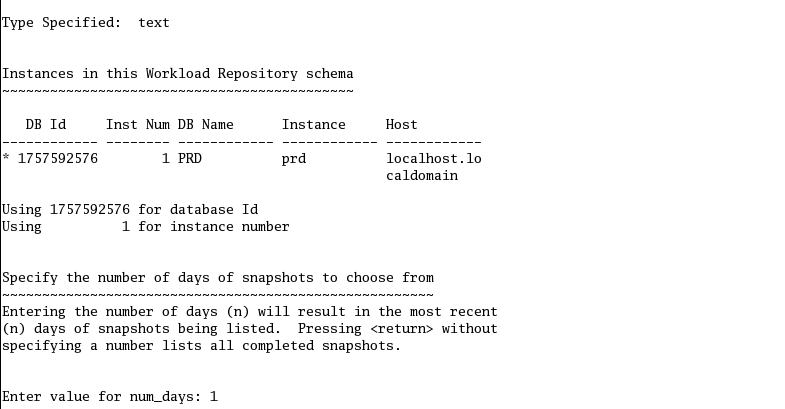 Type Specified:  text
Instances in this Workload Repository schema
~~~~~~~~~~~~~~~~~~~~~~~~~~~~~~~~~~~~~~~~~~~~
   DB Id     Inst Num DB Name      Instance     Host
------------ -------- ------------ ------------ ------------
* 1757592576        1 PRD          prd          localhost.lo
                                                caldomain
Using 1757592576 for database Id
Using          1 for instance number
Specify the number of days of snapshots to choose from
~~~~~~~~~~~~~~~~~~~~~~~~~~~~~~~~~~~~~~~~~~~~~~~~~~~~~~
Entering the number of days (n) will result in the most recent
(n) days of snapshots being listed.  Pressing <return> without
specifying a number lists all completed snapshots.
Enter value for num_days: 1